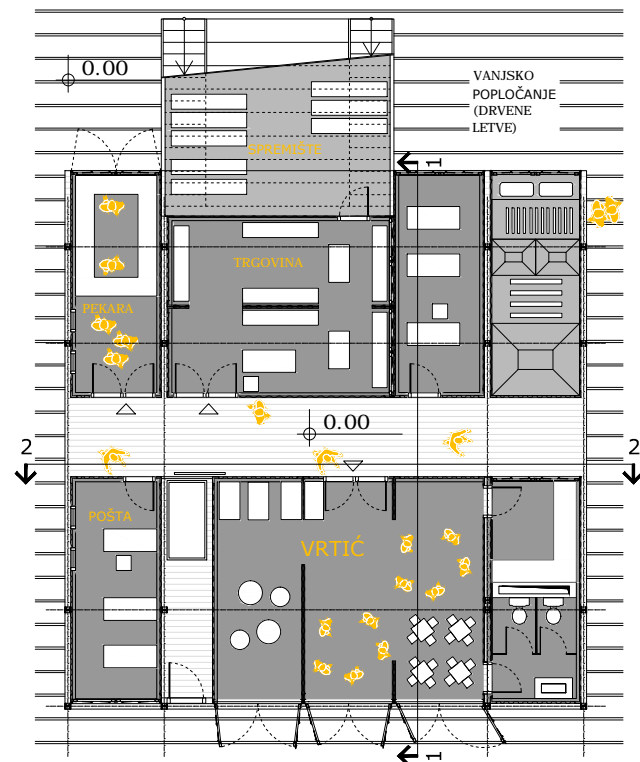 0.00
VANJSKO
POPLOČANJE
(DRVENE
LETVE)
SPREMIŠTE
1
TRGOVINA
PEKARA
0.00
2
2
POŠTA
VRTIĆ
1